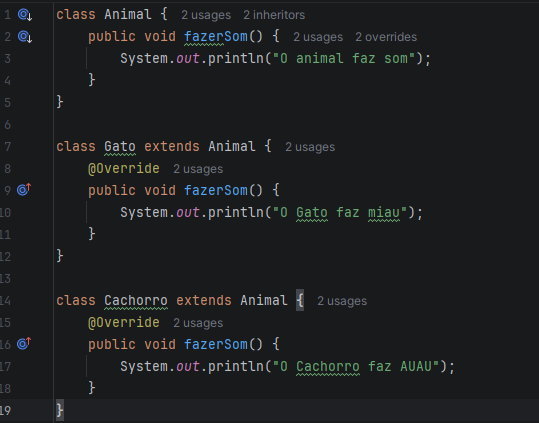 1 class Animal { 2 usages 2 inheritors
2 public void fazerSom() { 2 usages 2 overrides
3 System.out.println("O animal faz som");
4 }
5 }
6
7 class Gato extends Animal { 2 usages
8 @Override 2 usages
9 public void fazerSom() {
10 System.out.println("O Gato faz miau");
11 }
12 }
13
14 class Cachorro extends Animal { 2 usages
15 @Override 2 usages
16 public void fazerSom() {
17 System.out.println("O Cachorro faz AUAU");
18 }
19 }